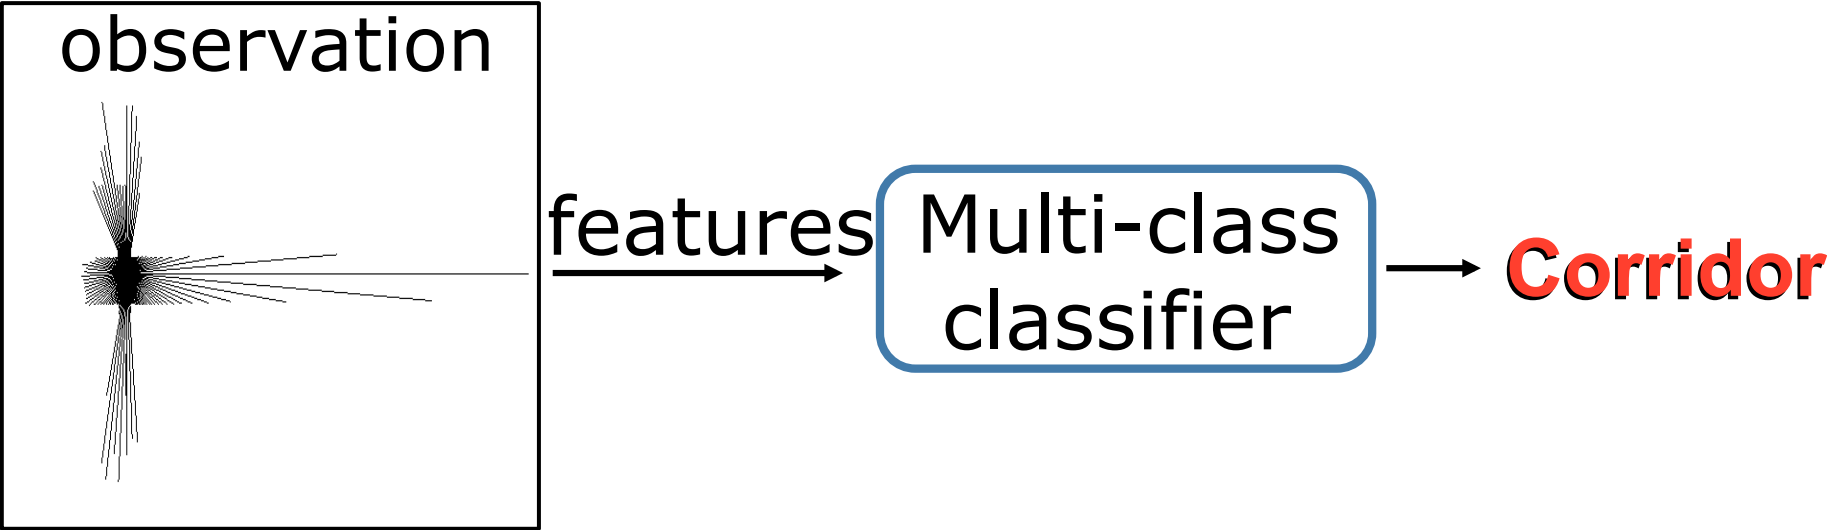 observation
features
Multi-class
classifier
Corridor